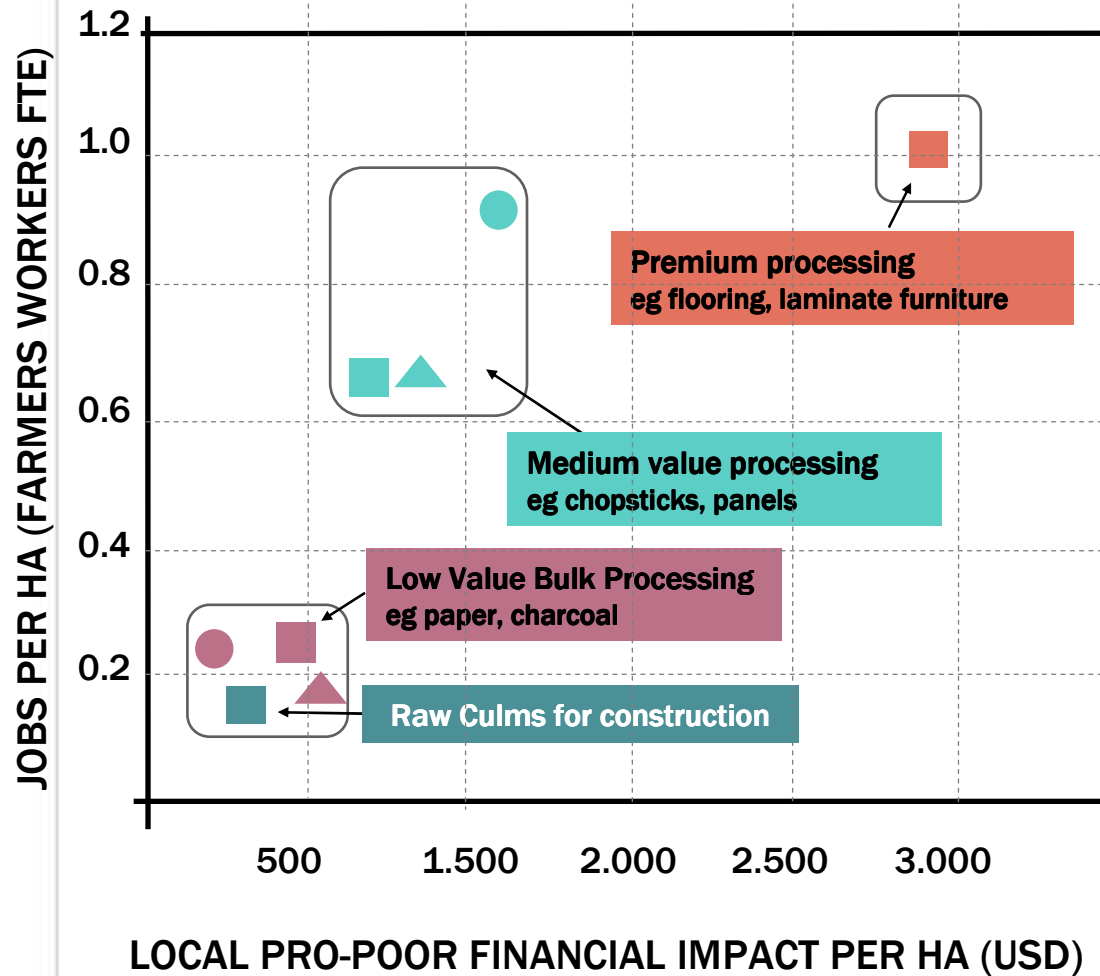 JOBS PER HA (FARMERS WORKERS FTE)
1.2
1.0
0.8
0.6
0.4
0.2
Premium processing
eg flooring, laminate furniture
Medium value processing
eg chopsticks, panels
Low Value Bulk Processing
eg paper, charcoal
Raw Culms for construction
500 1.500 2.000 2.500 3.000
LOCAL PRO-POOR FINANCIAL IMPACT PER HA (USD)